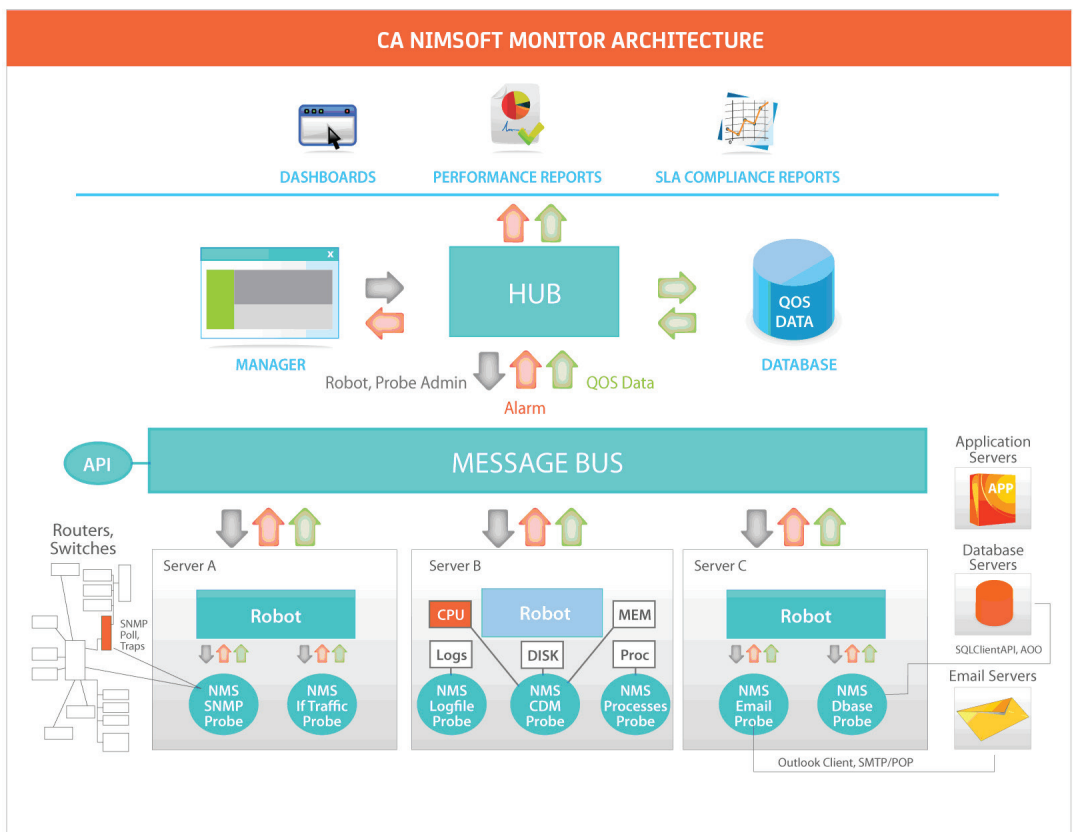 CA NIMSOFT MONITOR ARCHITECTURE
DASHBOARDS
PERFORMANCE REPORTS
SLA COMPLIANCE REPORTS
x
HUB
QOS
DATA
MANAGER
DATABASE
Robot, Probe Admin
QOS Data
Alarm
API
MESSAGE BUS
Application
Servers
APP
Routers,
Switches
Server A
Server B
Server C
Database
Servers
Robot
CPU
Robot
MEM
Robot
SNMP
Poll,
Traps
Logs
DISK
Proc
SQLClientAPI, AOO
NMS
SNMP
Probe
NMS
If Traffic
Probe
NMS
Logfile
Probe
NMS
CDM
Probe
NMS
Processes
Probe
NMS
Email
Probe
NMS
Dbase
Probe
Email Servers
Outlook Client, SMTP/POP